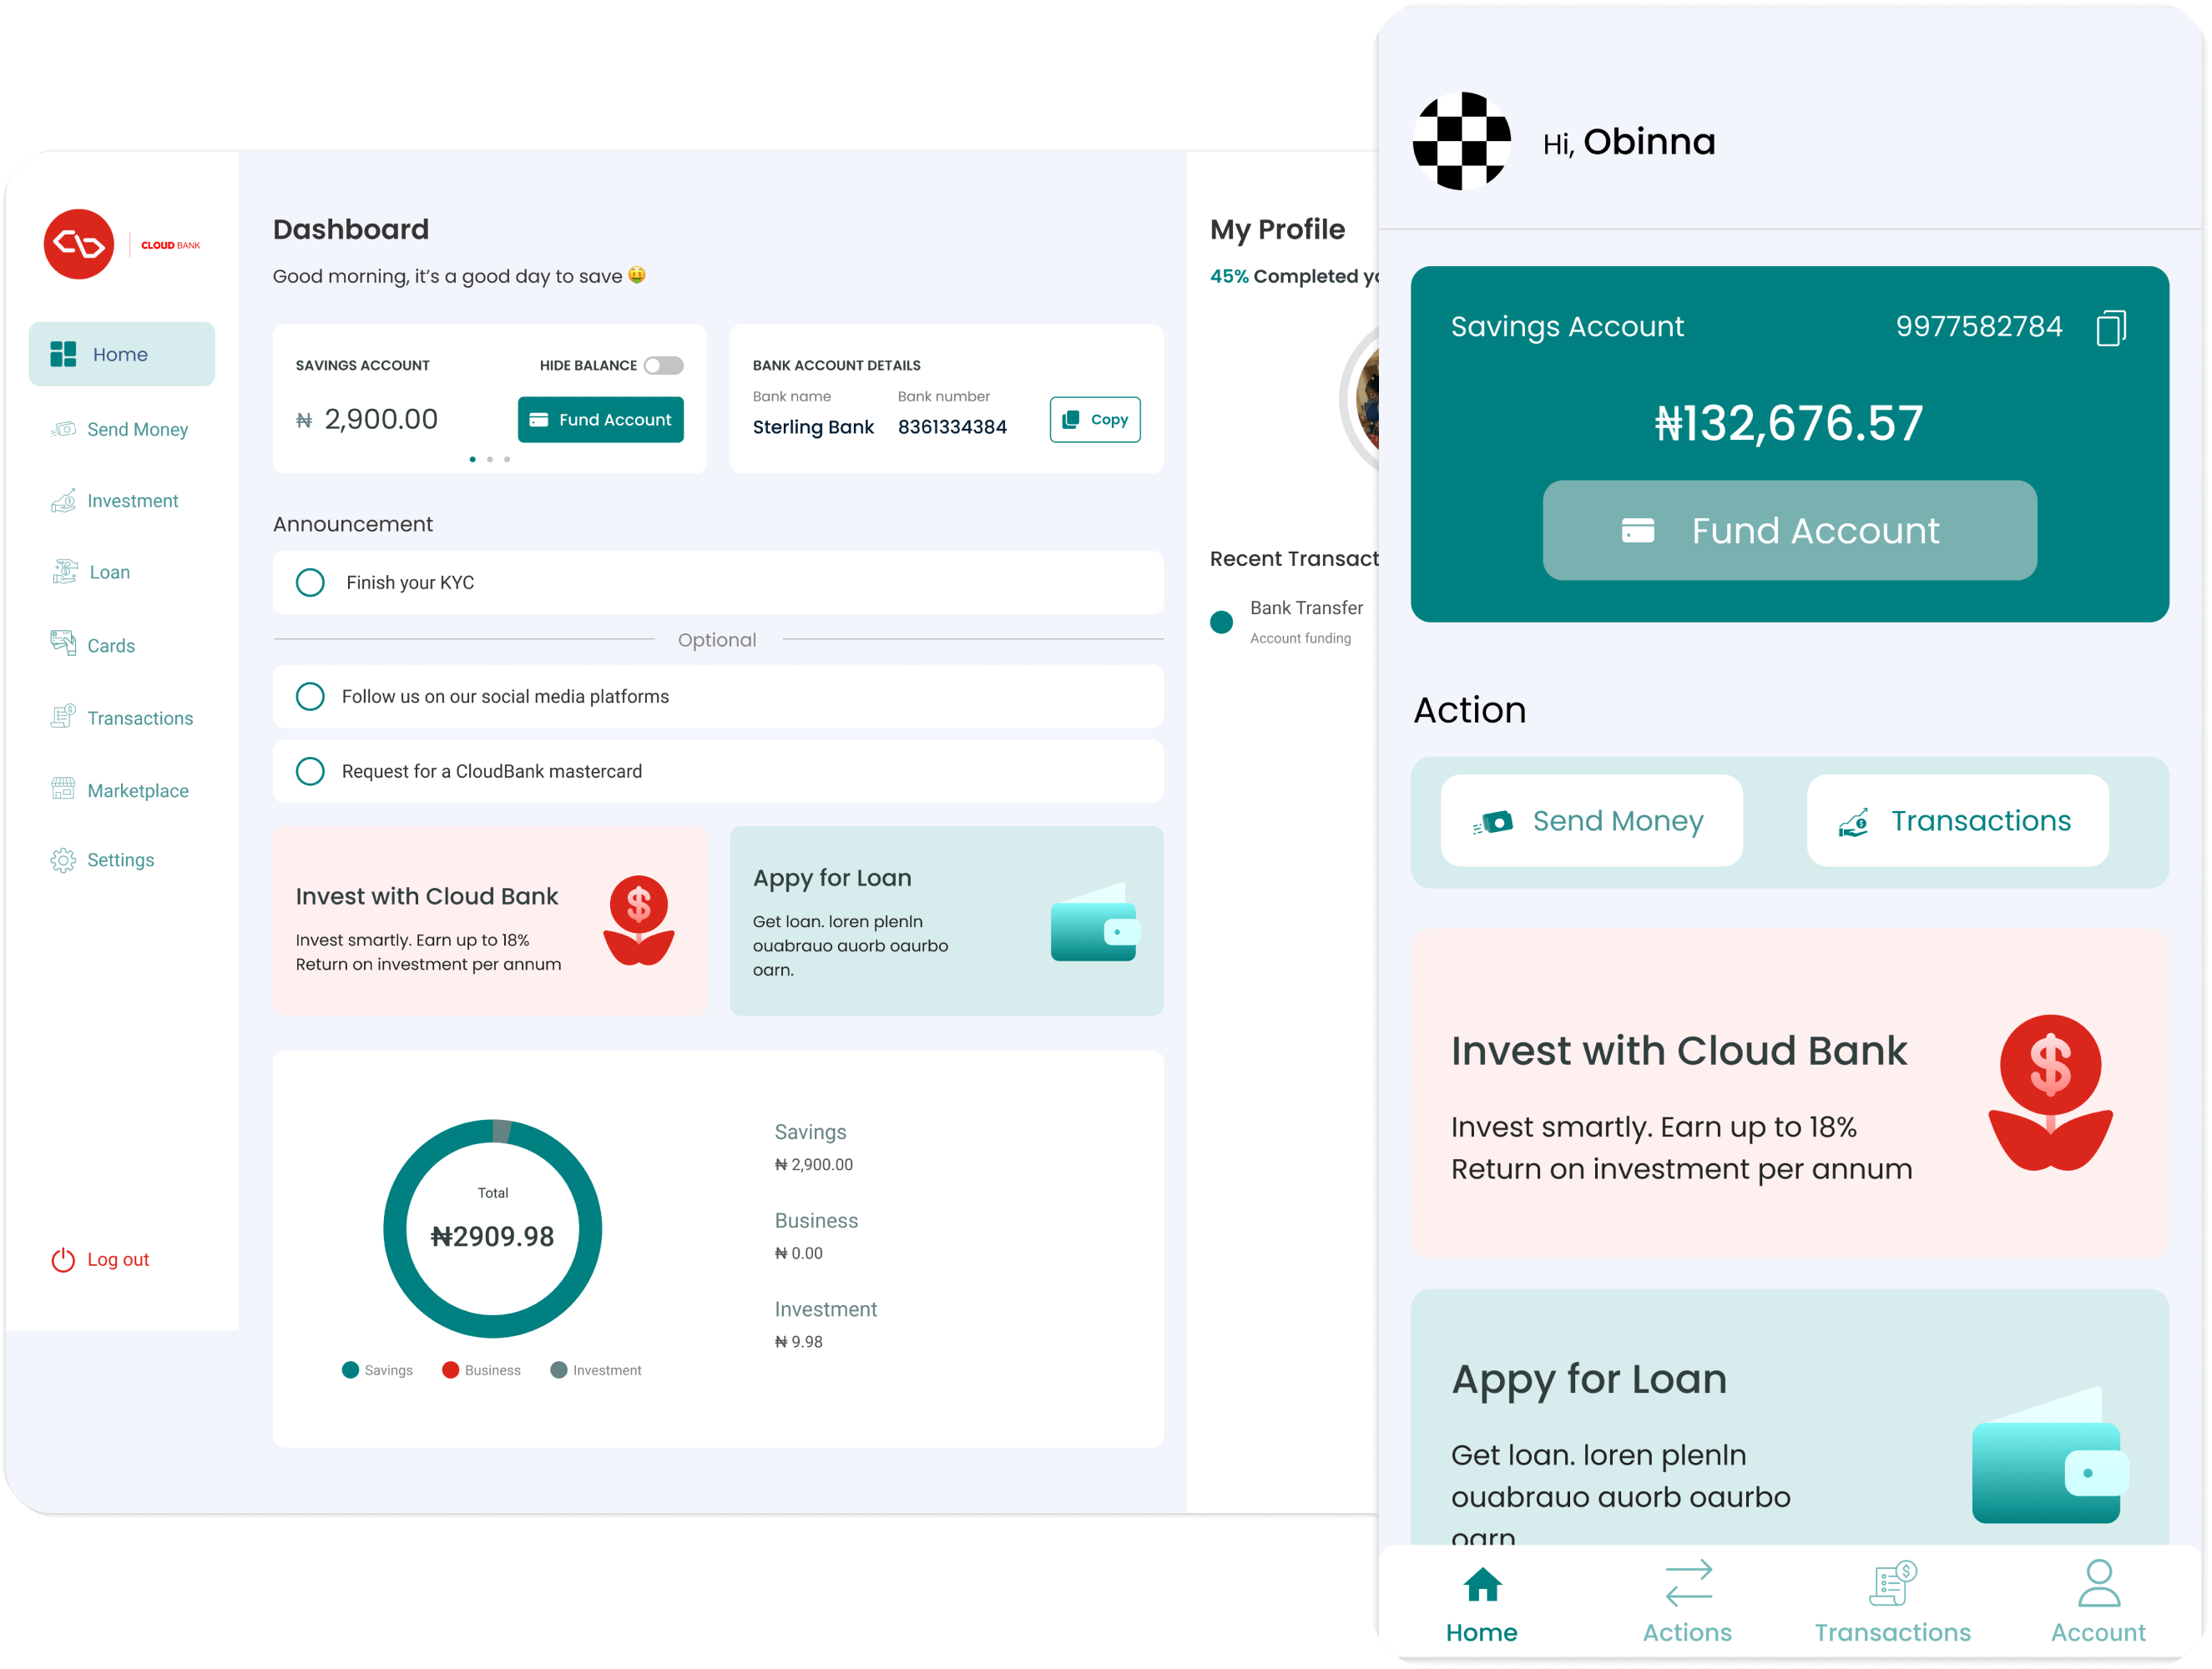 CLOUD BANK
Home
Send Money
Investment
Loan
Cards
Transactions
Marketplace
Settings
Log out
Dashboard
Good morning, it’s a good day to save 🤑
SAVINGS ACCOUNT
HIDE BALANCE
₦ 2,900.00
Fund Account
BANK ACCOUNT DETAILS
Bank name
Bank number
Sterling Bank
8361334384
Copy
Announcement
Finish your KYC
Optional
Follow us on our social media platforms
Request for a CloudBank mastercard
Invest with Cloud Bank
Invest smartly. Earn up to 18%
Return on investment per annum
Appy for Loan
Get loan. loren plenln
ouabrauo auorb oaurbo
oarn.
Total
₦2909.98
Savings
Business
Investment
Savings
₦ 2,900.00
Business
₦ 0.00
Investment
₦ 9.98
My Profile
45% Completed
Recent Transact
Bank Transfer
Account funding
Hi, Obinna
Savings Account
9977582784
₦132,676.57
Fund Account
Action
Send Money
Transactions
Invest with Cloud Bank
Invest smartly. Earn up to 18%
Return on investment per annum
Appy for Loan
Get loan. loren plenln
ouabrauo auorb oaurbo
oarn
Home
Actions
Transactions
Account